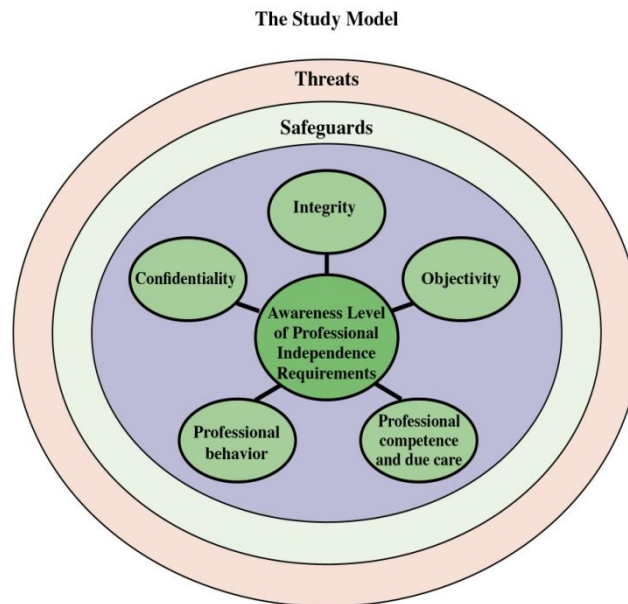 The Study Model
Threats
Safeguards
Integrity
Confidentiality
Objectivity
Awareness Level
of Professional
Independence
Requirements
Professional
behavior
Professional
competence
and due care